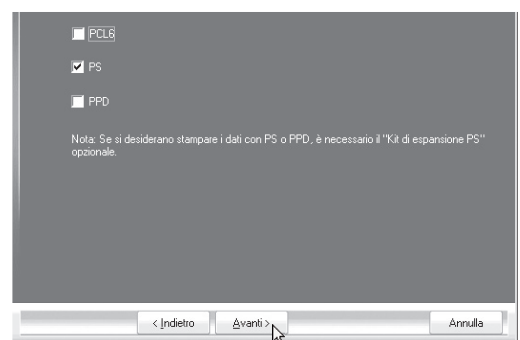 PCL6
PS
PPD
Nota: Se si desiderano stampare i dati con PS o PPD, è necessario il "Kit di espansione PS"
opzionale.
< Indietro Avanti > Annulla